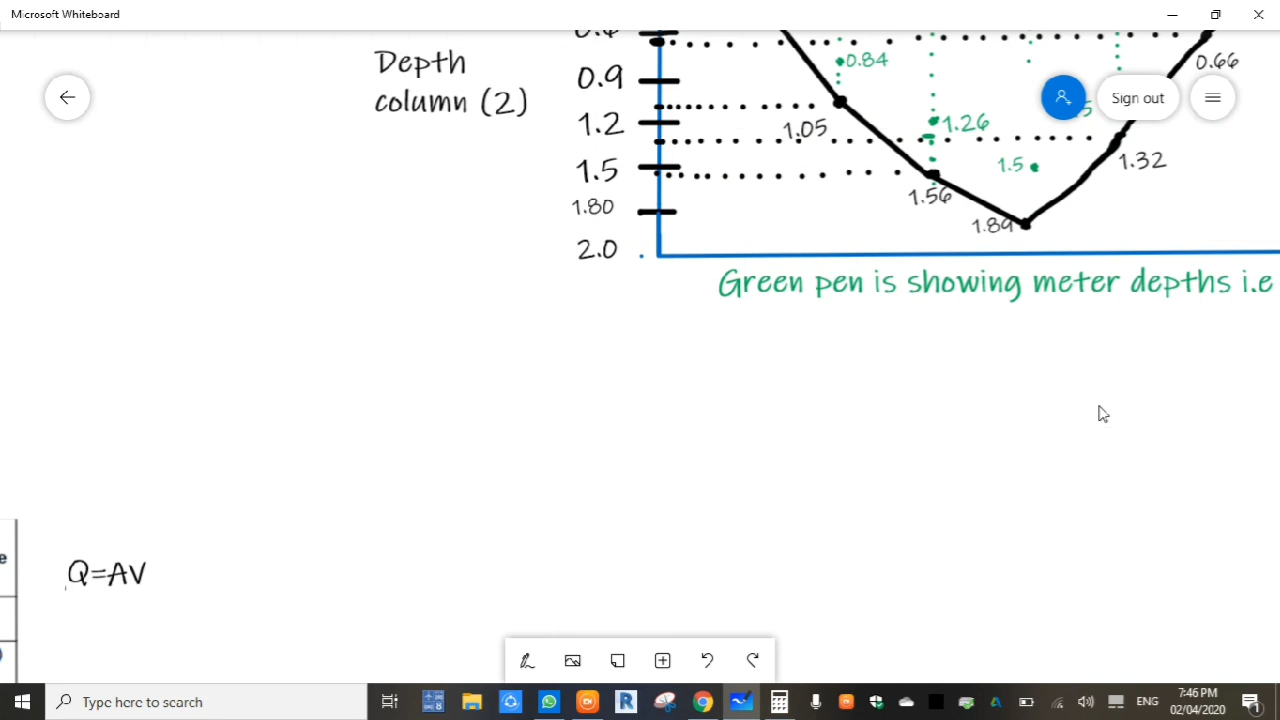 Microsoft Whiteboard
Depth
column (2)
0.9
1.2
1.5
1.80
2.0
0.84
1.05
1.26
1.56
1.5
1.89
1.32
0.66
Sign out
Green pen is showing meter depths i.e
e
Q=AV
Type here to search
ENG
7:46 PM
02/04/2020